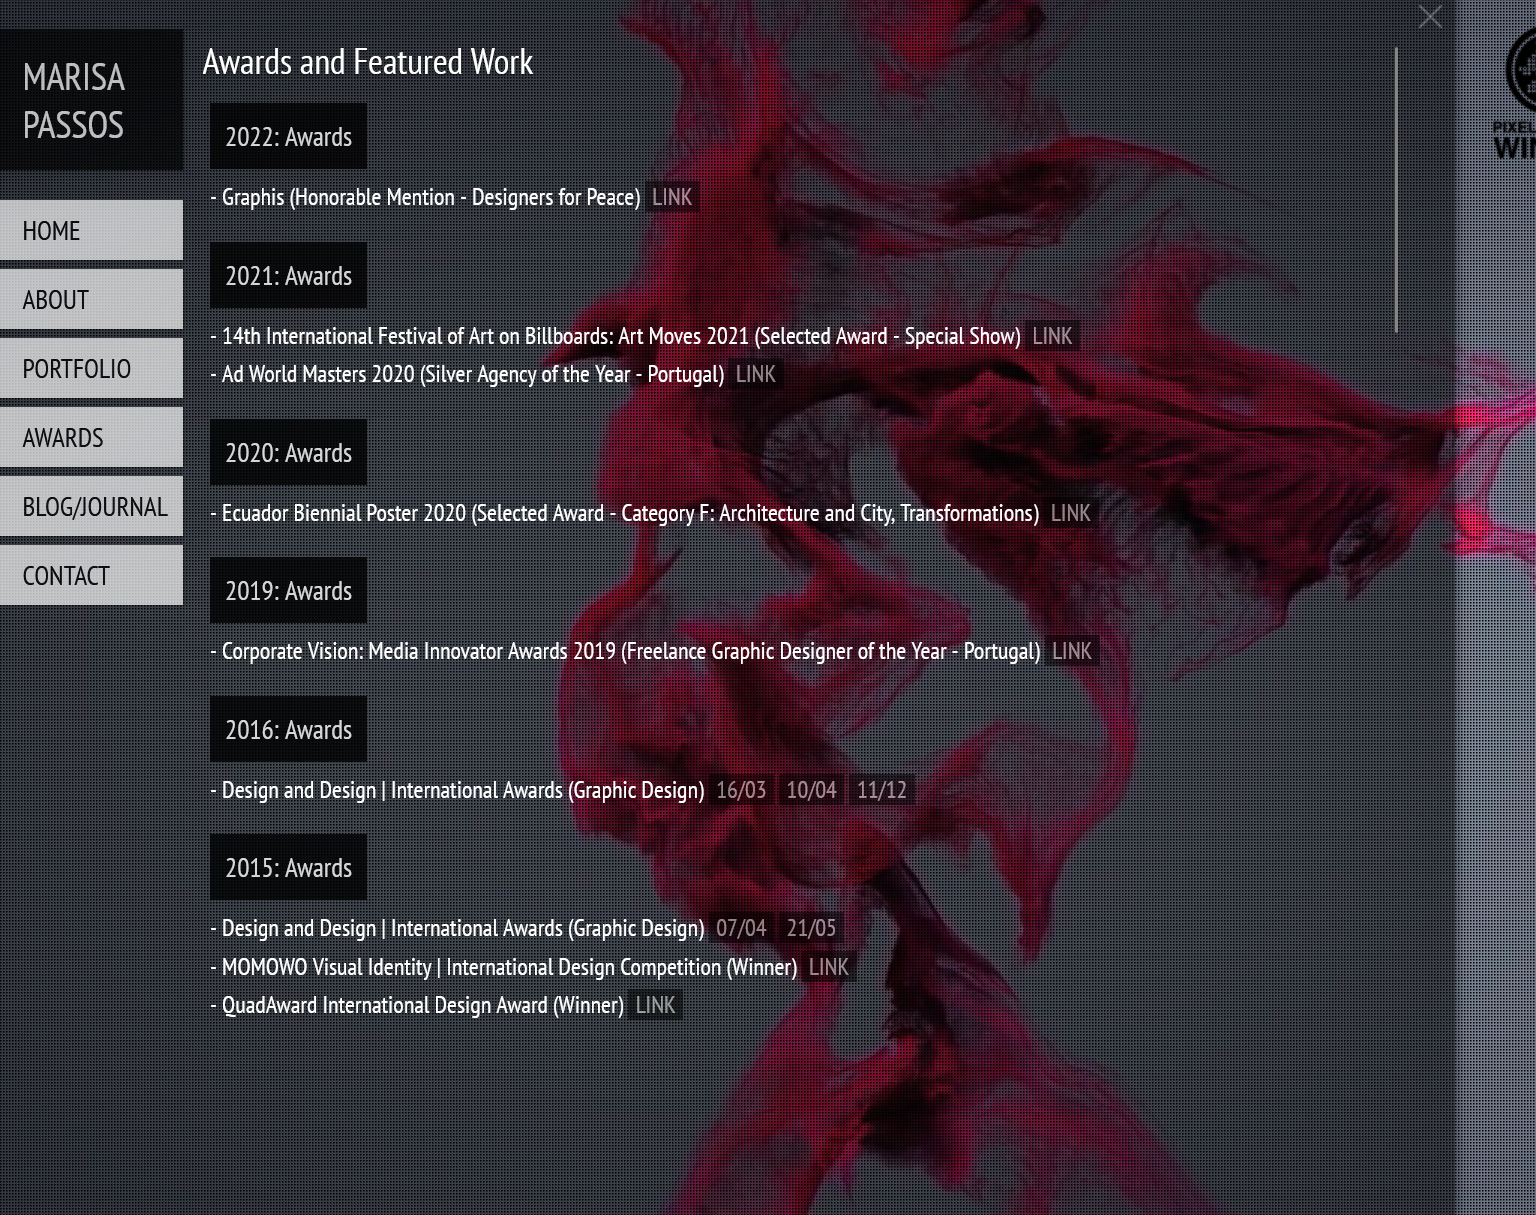 MARISA
PASSOS
HOME
ABOUT
PORTFOLIO
AWARDS
BLOG/JOURNAL
CONTACT
Awards and Featured Work
2022: Awards
- Graphis (Honorable Mention - Designers for Peace) LINK
2021: Awards
- 14th International Festival of Art on Billboards: Art Moves 2021 (Selected Award - Special Show) LINK
- Ad World Masters 2020 (Silver Agency of the Year - Portugal) LINK
2020: Awards
- Ecuador Biennial Poster 2020 (Selected Award - Category F: Architecture and City, Transformations) LINK
2019: Awards
- Corporate Vision: Media Innovator Awards 2019 (Freelance Graphic Designer of the Year - Portugal) LINK
2016: Awards
- Design and Design | International Awards (Graphic Design) 16/03 10/04 11/12
2015: Awards
- Design and Design | International Awards (Graphic Design) 07/04 21/05
- MOMOWO Visual Identity | International Design Competition (Winner) LINK
- QuadAward International Design Award (Winner) LINK
PIXEL